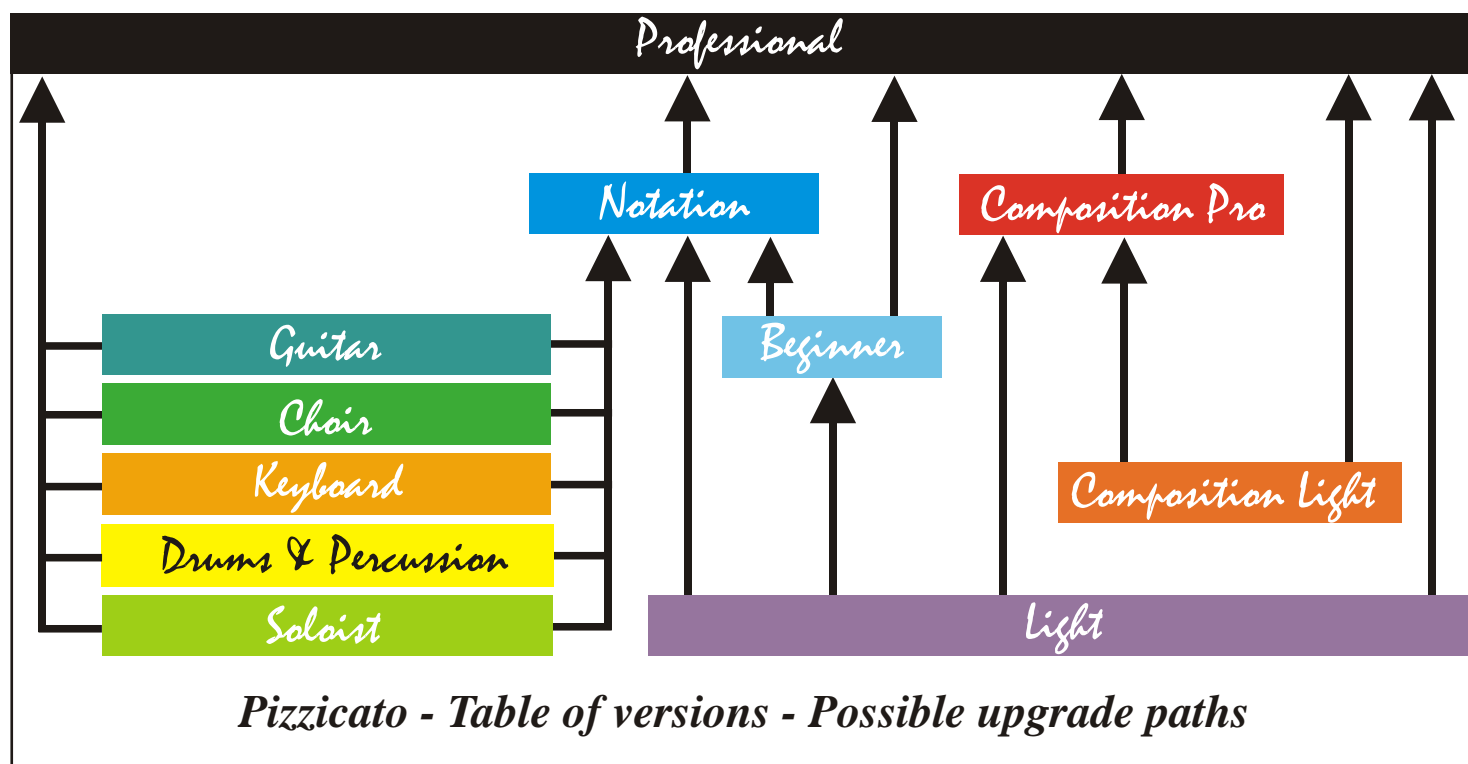 Professional
Notation
Composition Pro
Guitar
Beginner
Choir
Keyboard
Composition Light
Drums & Percussion
Soloist
Light
Pizzicato - Table of versions - Possible upgrade paths